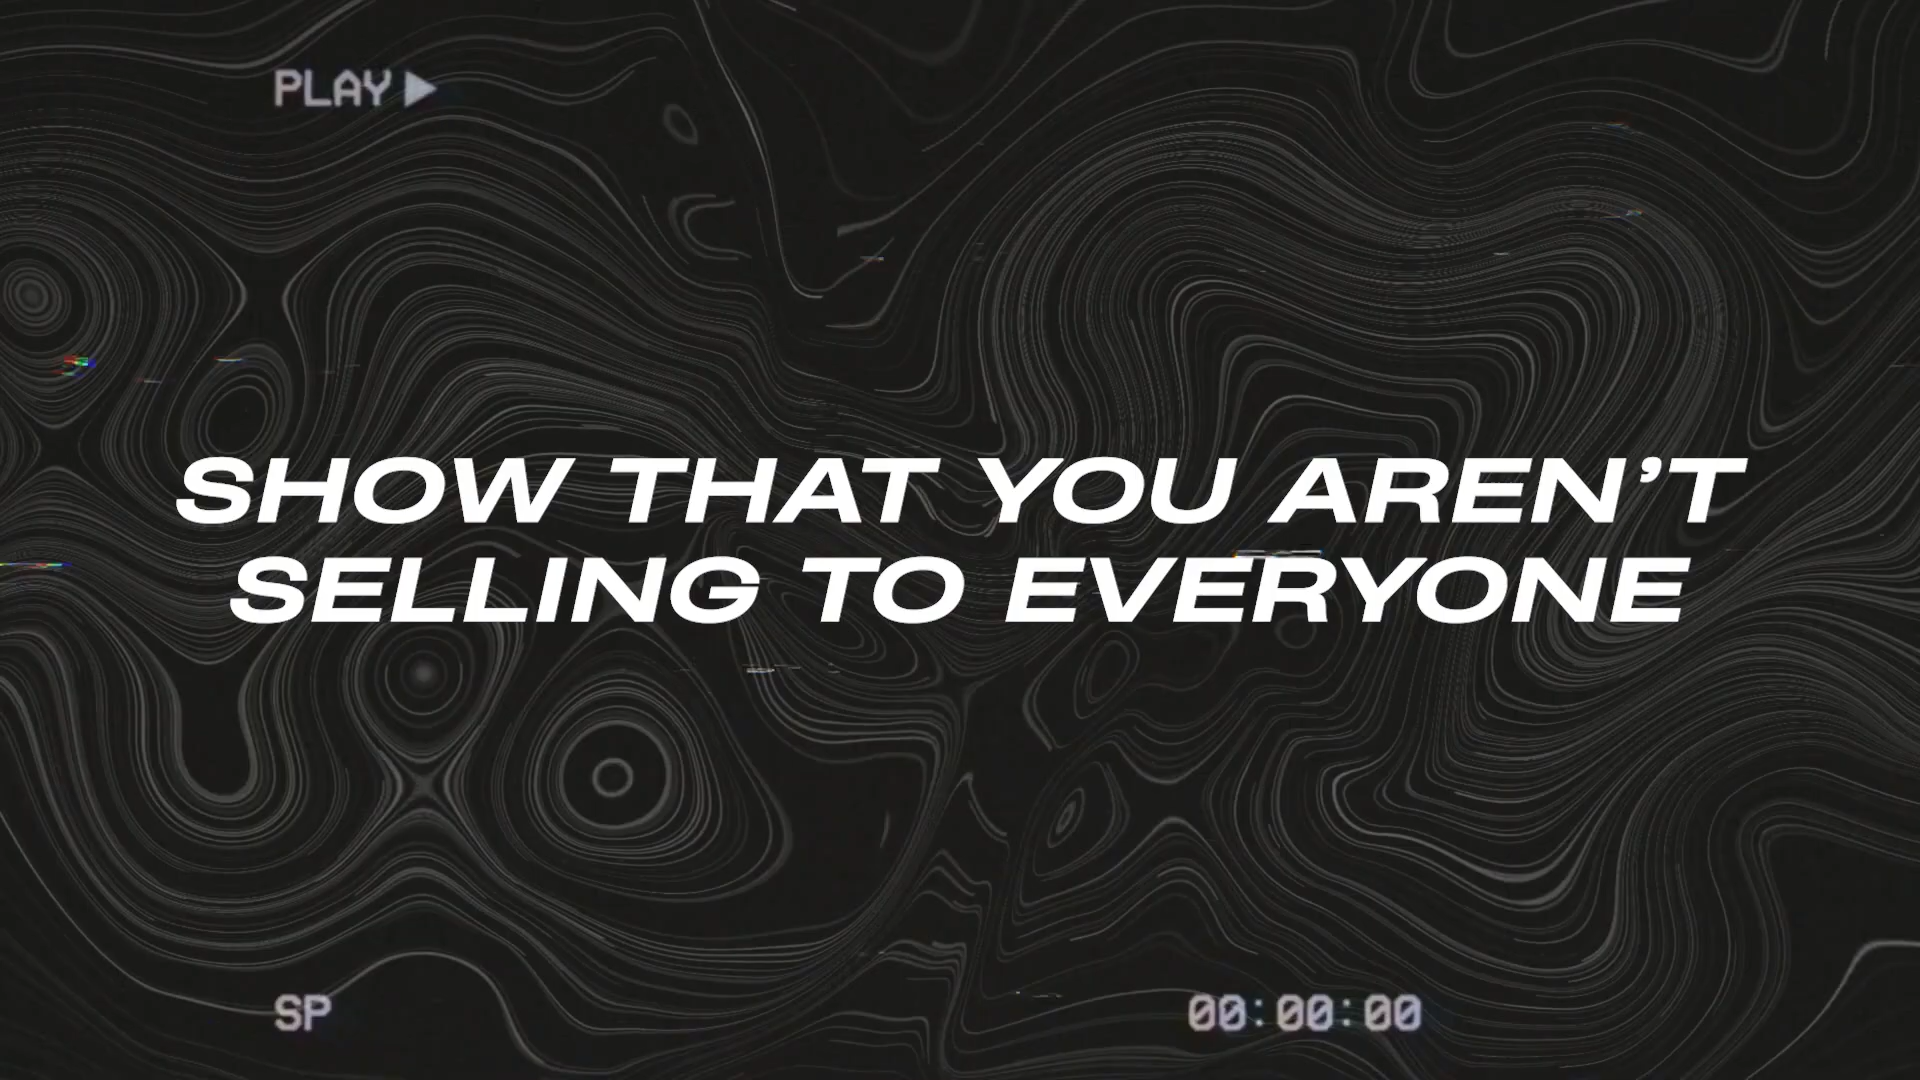 PLAY ▶
SHOW THAT YOU AREN’T
SELLING TO EVERYONE
SP
00:00:00